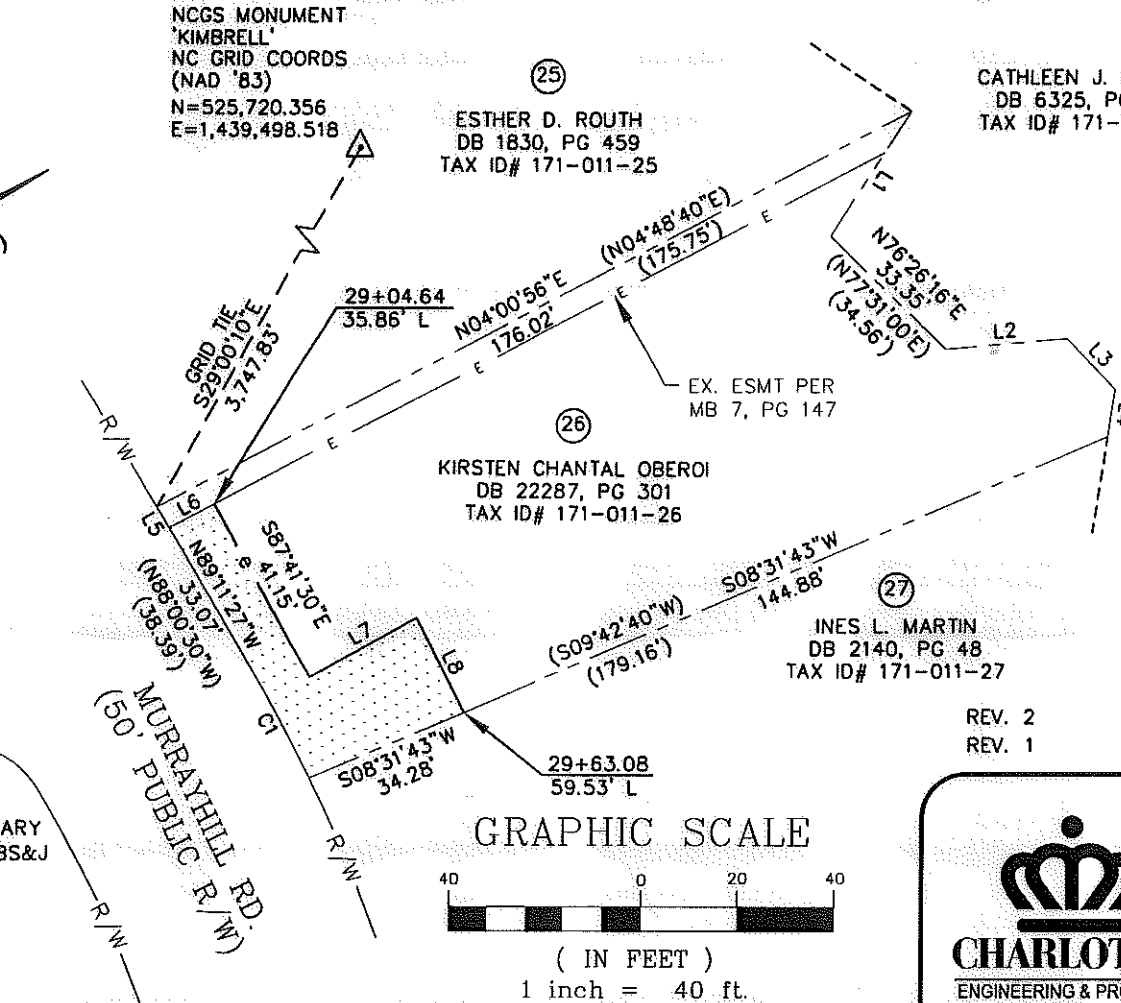 NCGS MONUMENT
'KIMBRELL'
NC GRID COORDS
(NAD '83)
N=525,720.356
E=1,439,498.518
25
ESTHER D. ROUTH
DB 1830, PG 459
TAX ID# 171-011-25
CATHLEEN J.
DB 6325, PG
TAX ID# 171-
GRID TIE
S29°00'10"E
3,747.83'
29+04.64
35.86' L
N04°00'56"E
176.02'
(N04°48'40"E)
(175.75')
E
E
E
E
L1
N76°26'16"E
33.35'
(N77°31'00'E)
(34.56')
L2
L3
EX. ESMT PER
MB 7, PG 147
26
KIRSTEN CHANTAL OBEROI
DB 22287, PG 301
TAX ID# 171-011-26
R/W
L5
L6
e
S87°41'30"E
41.15'
N89°11'27"W
33.07'
(N88°00'30"W)
(38.39')
L7
L8
C1
S08°31'43"W
34.28'
S08°31'43"W
144.88'
(S09°42'40"W)
(179.16')
27
INES L. MARTIN
DB 2140, PG 48
TAX ID# 171-011-27
29+63.08
59.53' L
MURRAYHILL RD.
(50' PUBLIC R/W)
R/W
R/W
ARY
BS&J
REV. 2
REV. 1
GRAPHIC SCALE
40 0 20 40
( IN FEET )
1 inch = 40 ft.
CHARLOT
ENGINEERING & PR